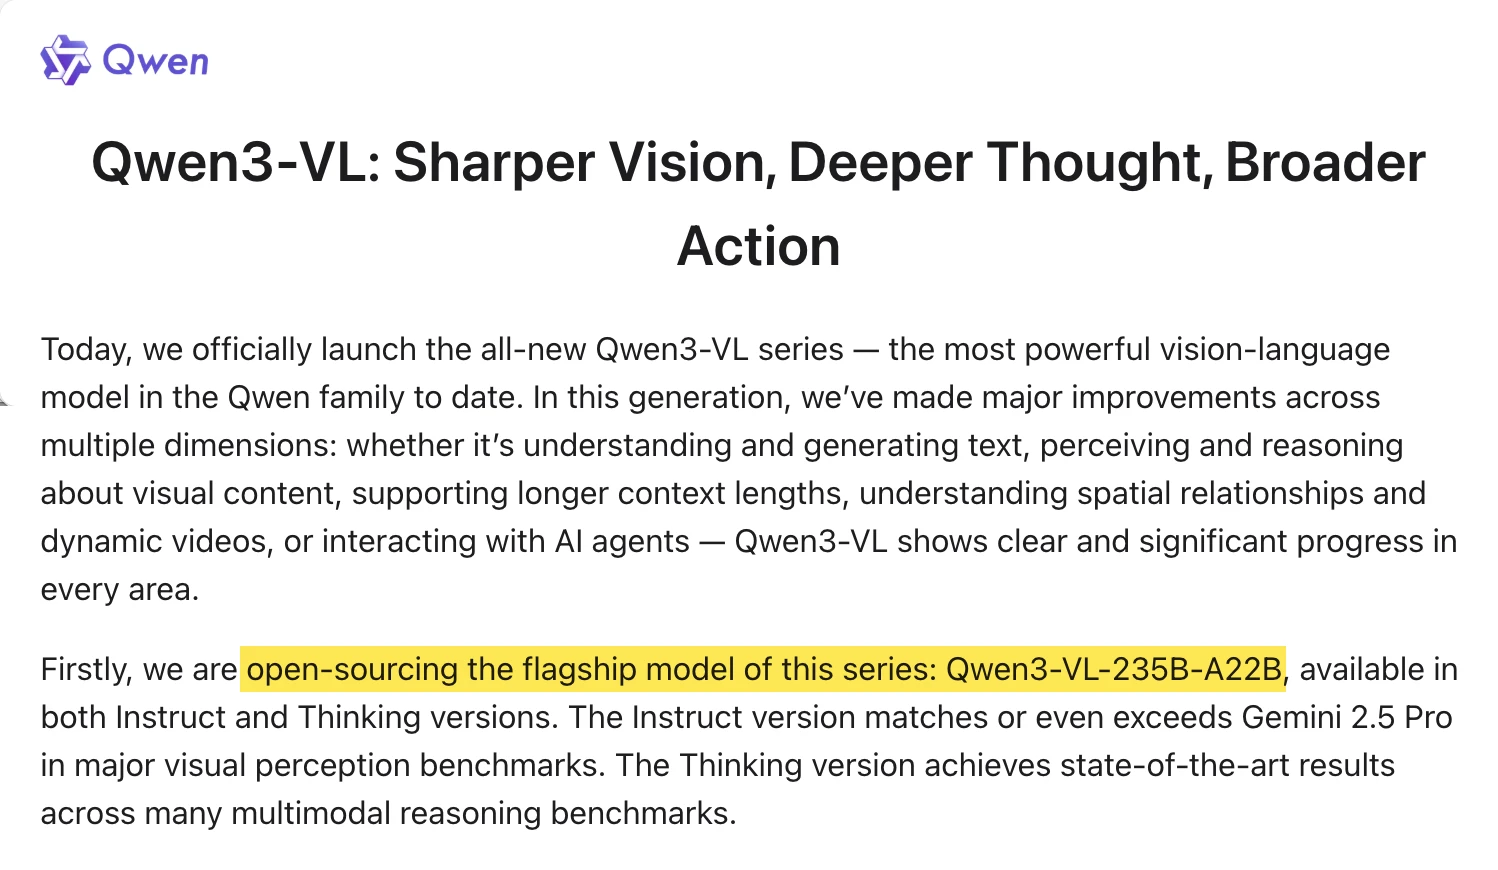 Qwen
Qwen3-VL: Sharper Vision, Deeper Thought, Broader
Action
Today, we officially launch the all-new Qwen3-VL series — the most powerful vision-language
model in the Qwen family to date. In this generation, we’ve made major improvements across
multiple dimensions: whether it’s understanding and generating text, perceiving and reasoning
about visual content, supporting longer context lengths, understanding spatial relationships and
dynamic videos, or interacting with AI agents — Qwen3-VL shows clear and significant progress in
every area.
Firstly, we are open-sourcing the flagship model of this series: Qwen3-VL-235B-A22B, available in
both Instruct and Thinking versions. The Instruct version matches or even exceeds Gemini 2.5 Pro
in major visual perception benchmarks. The Thinking version achieves state-of-the-art results
across many multimodal reasoning benchmarks.